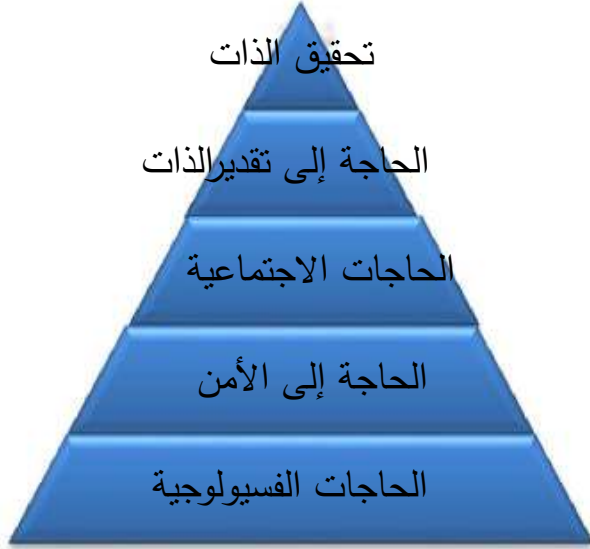 تحقيق الذات
الحاجة إلى تقديرالذات
الحاجات الاجتماعية
الحاجة إلى الأمن
الحاجات الفسيولوجية